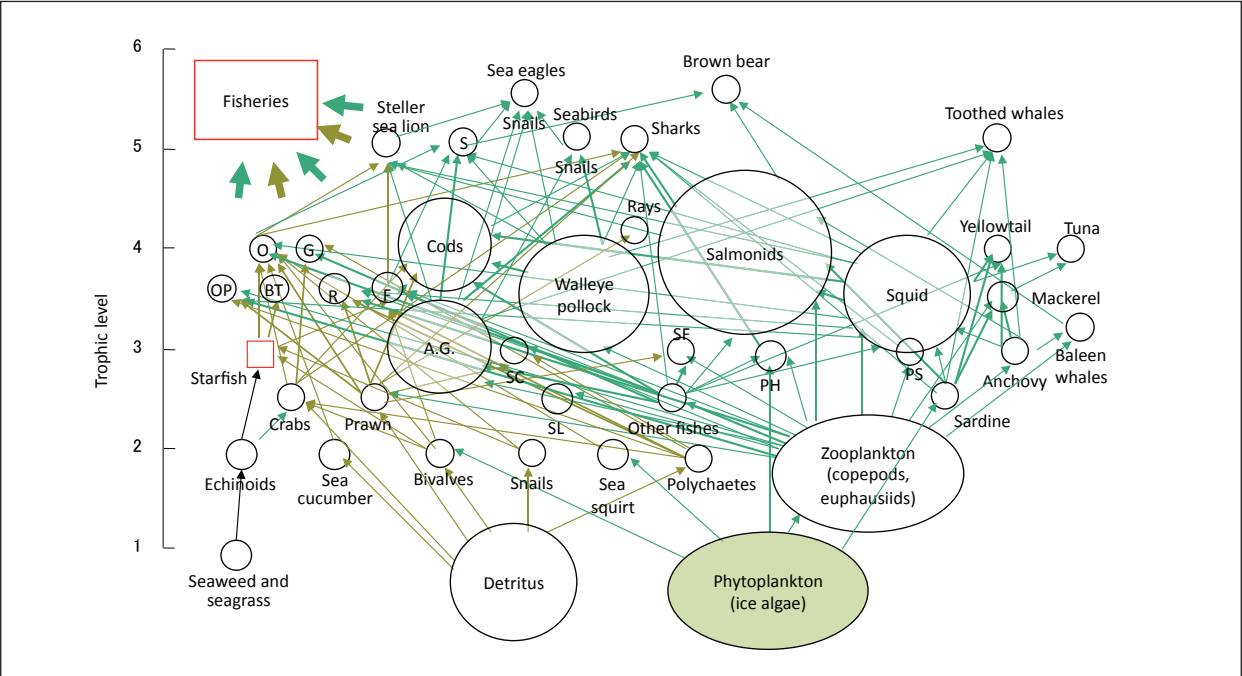 6
Brown bear
Sea eagles
Fisheries
Steller
sea lion
Seabirds
Snails
Sharks
Toothed whales
5
S
Snails
Rays
Yellowtail
Tuna
4
O
G
Cods
Salmonids
OP
BT
R
F
Walleye
pollock
Squid
Mackerel
Trophic level
3
A.G.
SF
Starfish
SC
PH
PS
Anchovy
Baleen
whales
Crabs
Prawn
SL
Other fishes
Sardine
2
Echinoids
Sea
cucumber
Bivalves
Snails
Sea
squirt
Polychaetes
Zooplankton
(copepods,
euphausiids)
1
Seaweed and
seagrass
Detritus
Phytoplankton
(ice algae)